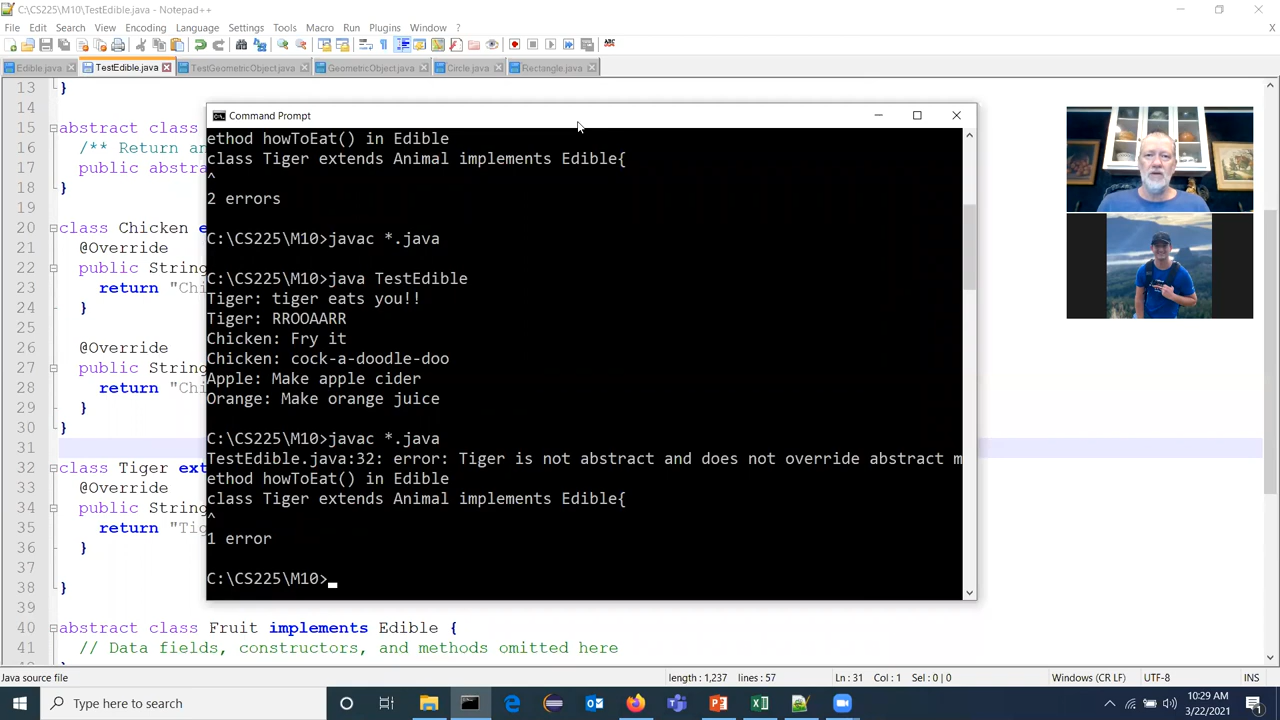 C:\CS225\M10\TestEdible.java - Notepad++
File Edit Search View Encoding Language Settings Tools Macro Run Plugins Window ?
Edible.java TestEdible.java TestGeometricObject.java GeometricObject.java Circle.java Rectangle.java
13 }
14
15 abstract class
16 /** Return an
17 public abstra
18 }
19
20 class Chicken e
21 @Override
22 public String
23 return "Chi
24 }
25
26 @Override
27 public String
28 return "Chi
29 }
30 }
31
32 class Tiger ext
33 @Override
34 public String
35 return "Tig
36 }
37
38 }
39
40 abstract class Fruit implements Edible {
41 // Data fields, constructors, and methods omitted here
Command Prompt
ethod howToEat() in Edible
class Tiger extends Animal implements Edible{
^
2 errors
C:\CS225\M10>javac *.java
C:\CS225\M10>java TestEdible
Tiger: tiger eats you!!
Tiger: RROOAARR
Chicken: Fry it
Chicken: cock-a-doodle-doo
Apple: Make apple cider
Orange: Make orange juice
C:\CS225\M10>javac *.java
TestEdible.java:32: error: Tiger is not abstract and does not override abstract m
ethod howToEat() in Edible
class Tiger extends Animal implements Edible{
^
1 error
C:\CS225\M10>
Java source file length : 1,237 lines : 57 Ln : 31 Col : 1 Sel : 0 | 0 Windows (CR LF) UTF-8 INS
Type here to search
10:29 AM
3/22/2021